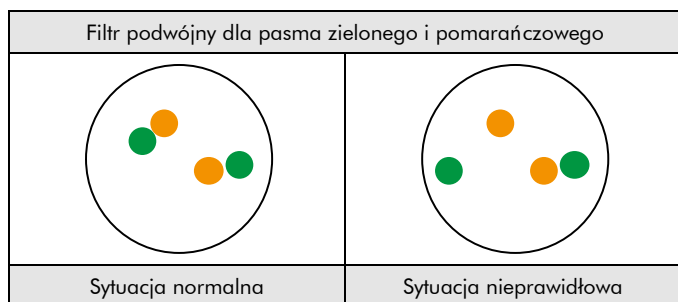 Filtr podwójny dla pasma zielonego i pomarańczowego
Sytuacja normalna
Sytuacja nieprawidłowa